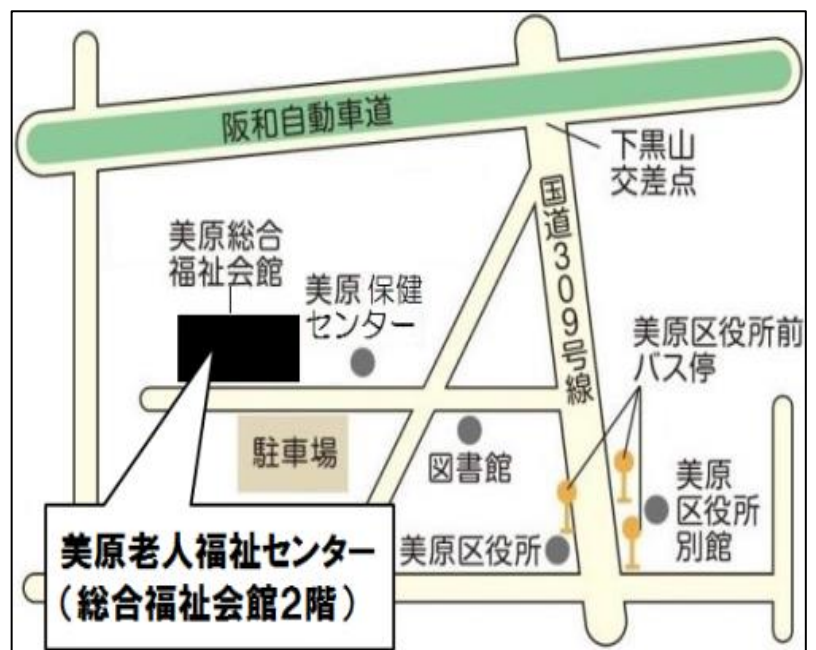 阪和自動車道
下黒山
交差点
国道309号線
美原総合
福祉会館
美原保健
センター
美原区役所前
バス停
駐車場
図書館
美原
区役所
別館
美原区役所
美原老人福祉センター
(総合福祉会館2階)